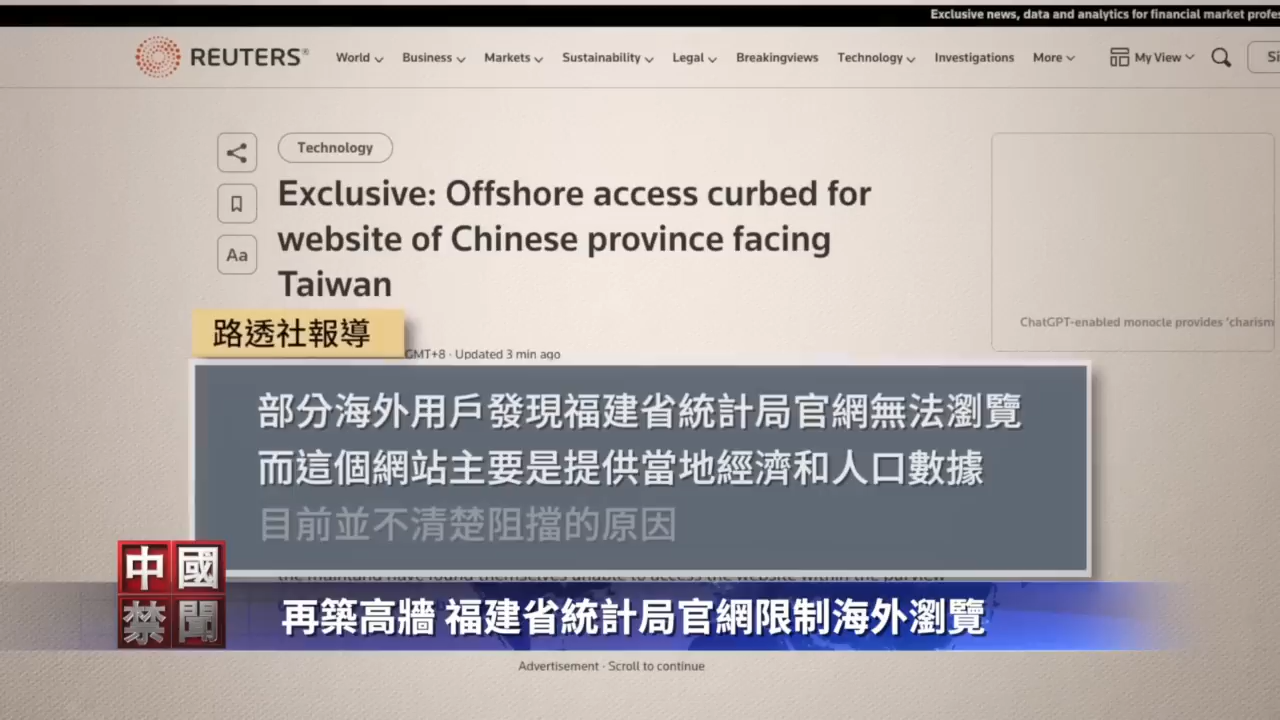 Exclusive news, data and analytics for financial market profes
REUTERS®
World
Business
Markets
Sustainability
Legal
Breakingviews
Technology
Investigations
More
My View
Technology
Exclusive: Offshore access curbed for
website of Chinese province facing
Taiwan
Aa
ChatGPT-enabled monocle provides 'charism
路透社報導
GMT+8 · Updated 3 min ago
部分海外用戶發現福建省統計局官網無法瀏覽
而這個網站主要是提供當地經濟和人口數據
目前並不清楚阻擋的原因
中國
禁聞
再築高牆 福建省統計局官網限制海外瀏覽
Advertisement · Scroll to continue